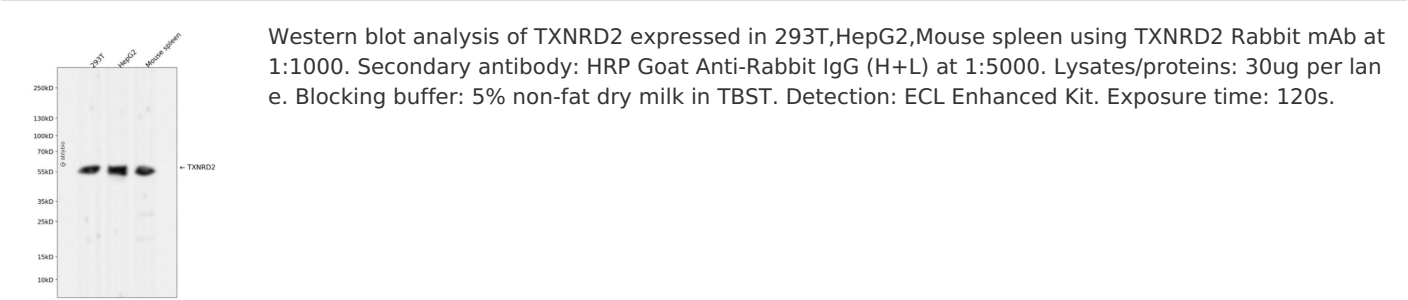 293T
HepG2
Mouse spleen
250kD
130kD
100kD
70kD
55kD
35kD
25kD
15kD
10kD
@ abybio
← TXNRD2
Western blot analysis of TXNRD2 expressed in 293T,HepG2,Mouse spleen using TXNRD2 Rabbit mAb at
1:1000. Secondary antibody: HRP Goat Anti-Rabbit IgG (H+L) at 1:5000. Lysates/proteins: 30ug per lan
e. Blocking buffer: 5% non-fat dry milk in TBST. Detection: ECL Enhanced Kit. Exposure time: 120s.